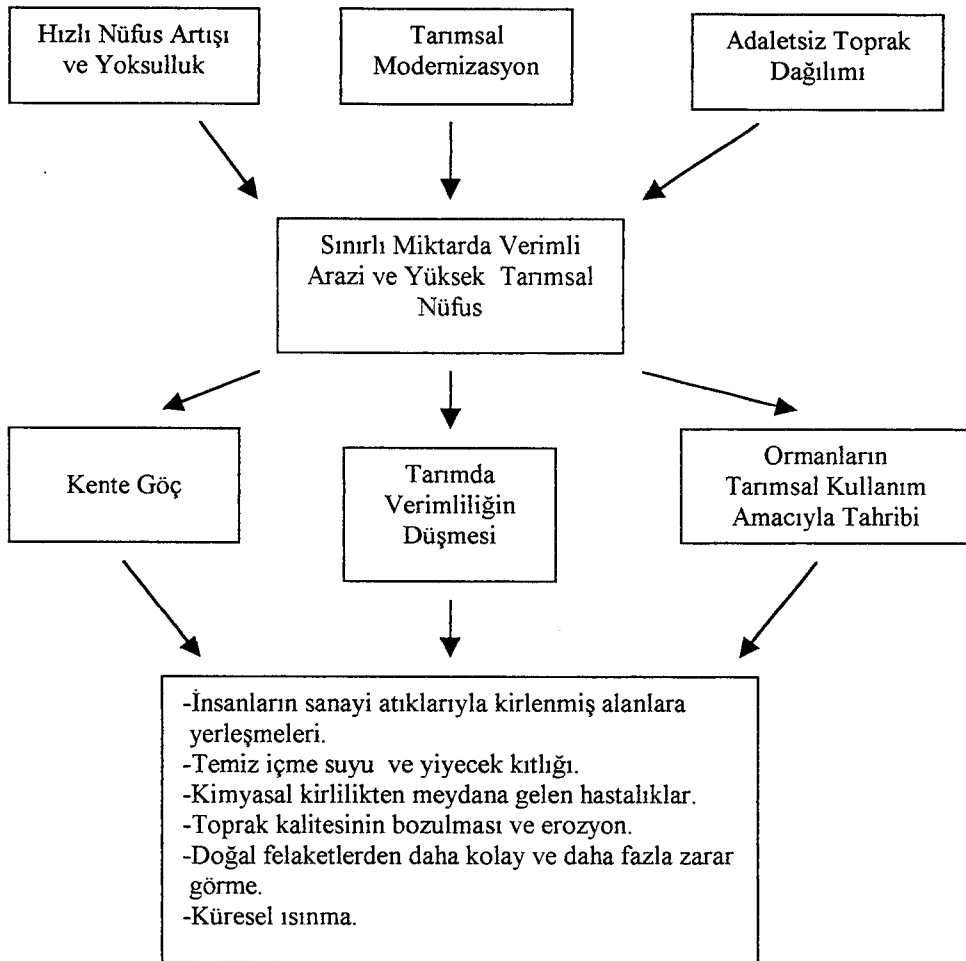 Hızlı Nüfus Artışı
ve Yoksulluk
Tarımsal
Modernizasyon
Adaletsiz Toprak
Dağılımı
Sınırlı Miktarda Verimli
Arazi ve Yüksek Tarımsal
Nüfus
Kente Göç
Tarımda
Verimliliğin
Düşmesi
Ormanların
Tarımsal Kullanım
Amacıyla Tahribi
-İnsanların sanayi atıklarıyla kirlenmiş alanlara
yerleşmeleri.
-Temiz içme suyu ve yiyecek kıtlığı.
-Kimyasal kirlilikten meydana gelen hastalıklar.
-Toprak kalitesinin bozulması ve erozyon.
-Doğal felaketlerden daha kolay ve daha fazla zarar
görme.
-Küresel ısınma.